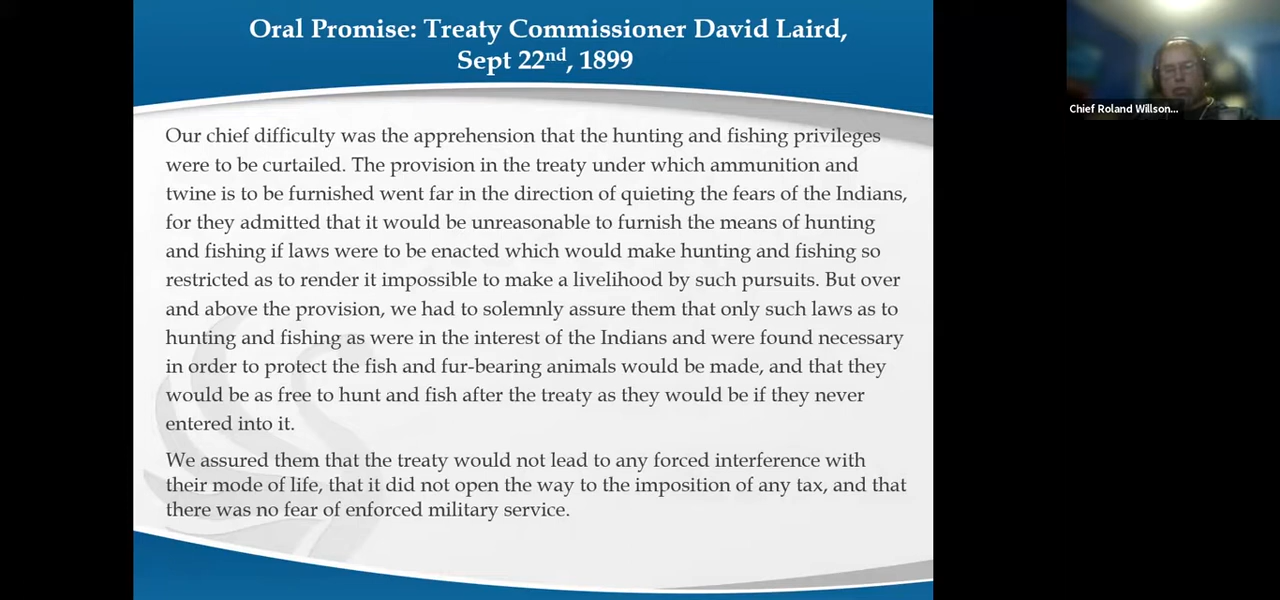 Oral Promise: Treaty Commissioner David Laird,
Sept 22nd, 1899
Chief Roland Willson...
Our chief difficulty was the apprehension that the hunting and fishing privileges
were to be curtailed. The provision in the treaty under which ammunition and
twine is to be furnished went far in the direction of quieting the fears of the Indians,
for they admitted that it would be unreasonable to furnish the means of hunting
and fishing if laws were to be enacted which would make hunting and fishing so
restricted as to render it impossible to make a livelihood by such pursuits. But over
and above the provision, we had to solemnly assure them that only such laws as to
hunting and fishing as were in the interest of the Indians and were found necessary
in order to protect the fish and fur-bearing animals would be made, and that they
would be as free to hunt and fish after the treaty as they would be if they never
entered into it.
We assured them that the treaty would not lead to any forced interference with
their mode of life, that it did not open the way to the imposition of any tax, and that
there was no fear of enforced military service.